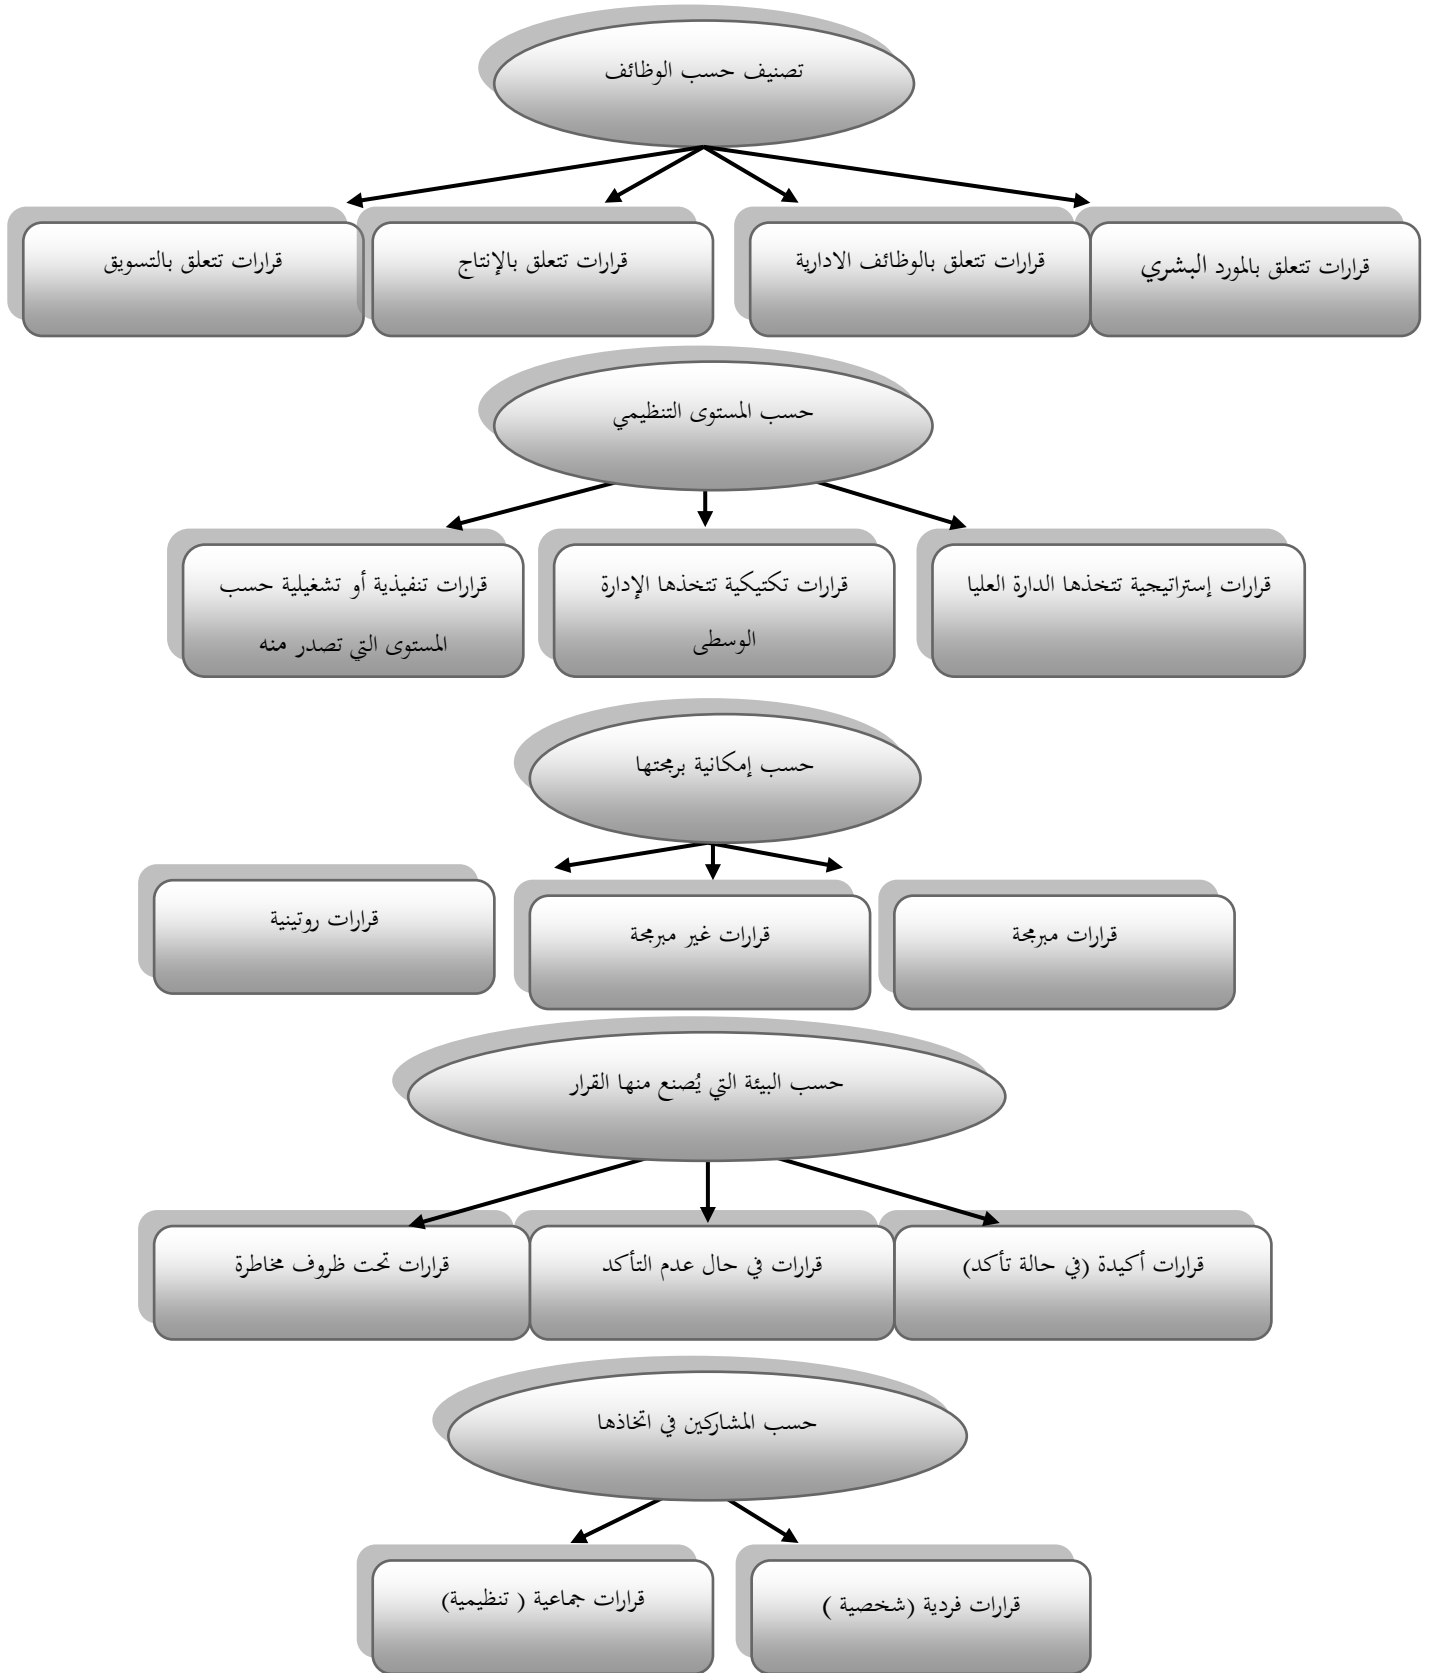 تصنيف حسب الوظائف
قرارات تتعلق بالمورد البشري
قرارات تتعلق بالوظائف الادارية
قرارات تتعلق بالإنتاج
قرارات تتعلق بالتسويق
حسب المستوى التنظيمي
قرارات إستراتيجية تتخذها الدارة العليا
قرارات تكتيكية تتخذها الإدارة
الوسطى
قرارات تنفيذية أو تشغيلية حسب
المستوى التي تصدر منه
حسب إمكانية برمجتها
قرارات مبرمجة
قرارات غير مبرمجة
قرارات روتينية
حسب البيئة التي يُصنع منها القرار
قرارات أكيدة (في حالة تأكد)
قرارات في حال عدم التأكد
قرارات تحت ظروف مخاطرة
حسب المشاركين في اتخاذها
قرارات فردية (شخصية )
قرارات جماعية ( تنظيمية)